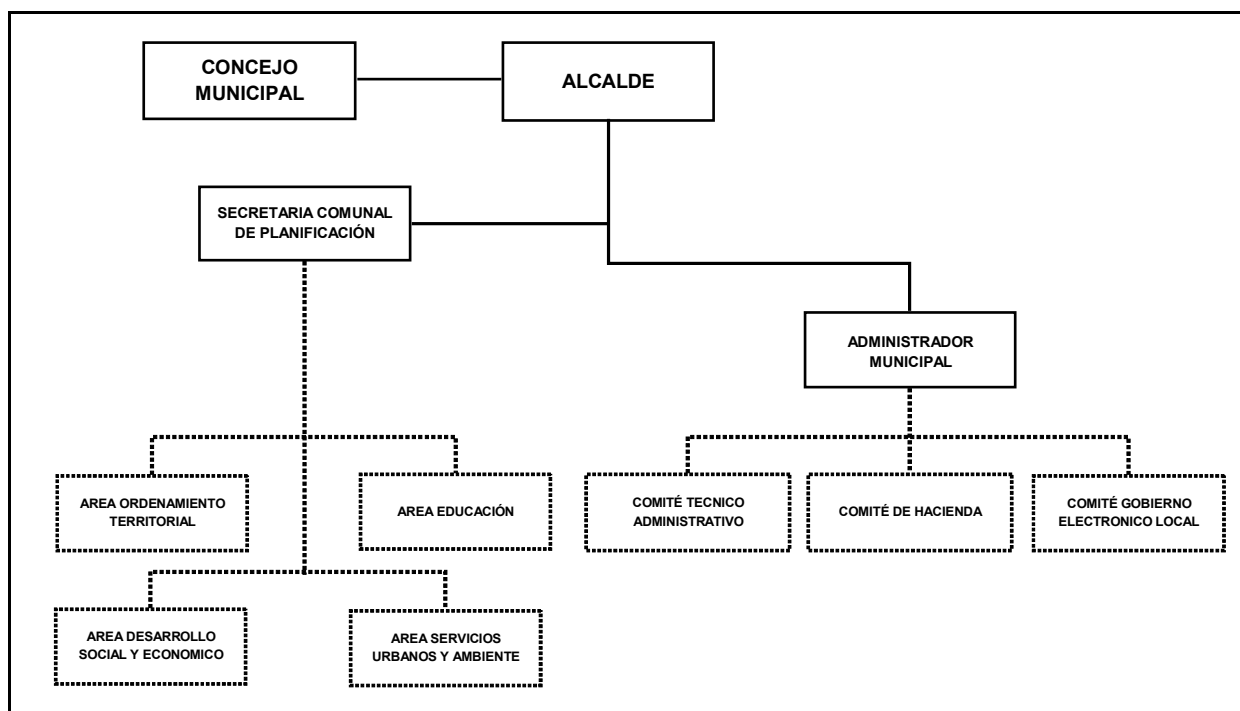 CONCEJO
MUNICIPAL
ALCALDE
SECRETARIA COMUNAL
DE PLANIFICACIÓN
ADMINISTRADOR
MUNICIPAL
AREA ORDENAMIENTO
TERRITORIAL
AREA EDUCACIÓN
COMITÉ TECNICO
ADMINISTRATIVO
COMITÉ DE HACIENDA
COMITÉ GOBIERNO
ELECTRONICO LOCAL
AREA DESARROLLO
SOCIAL Y ECONOMICO
AREA SERVICIOS
URBANOS Y AMBIENTE